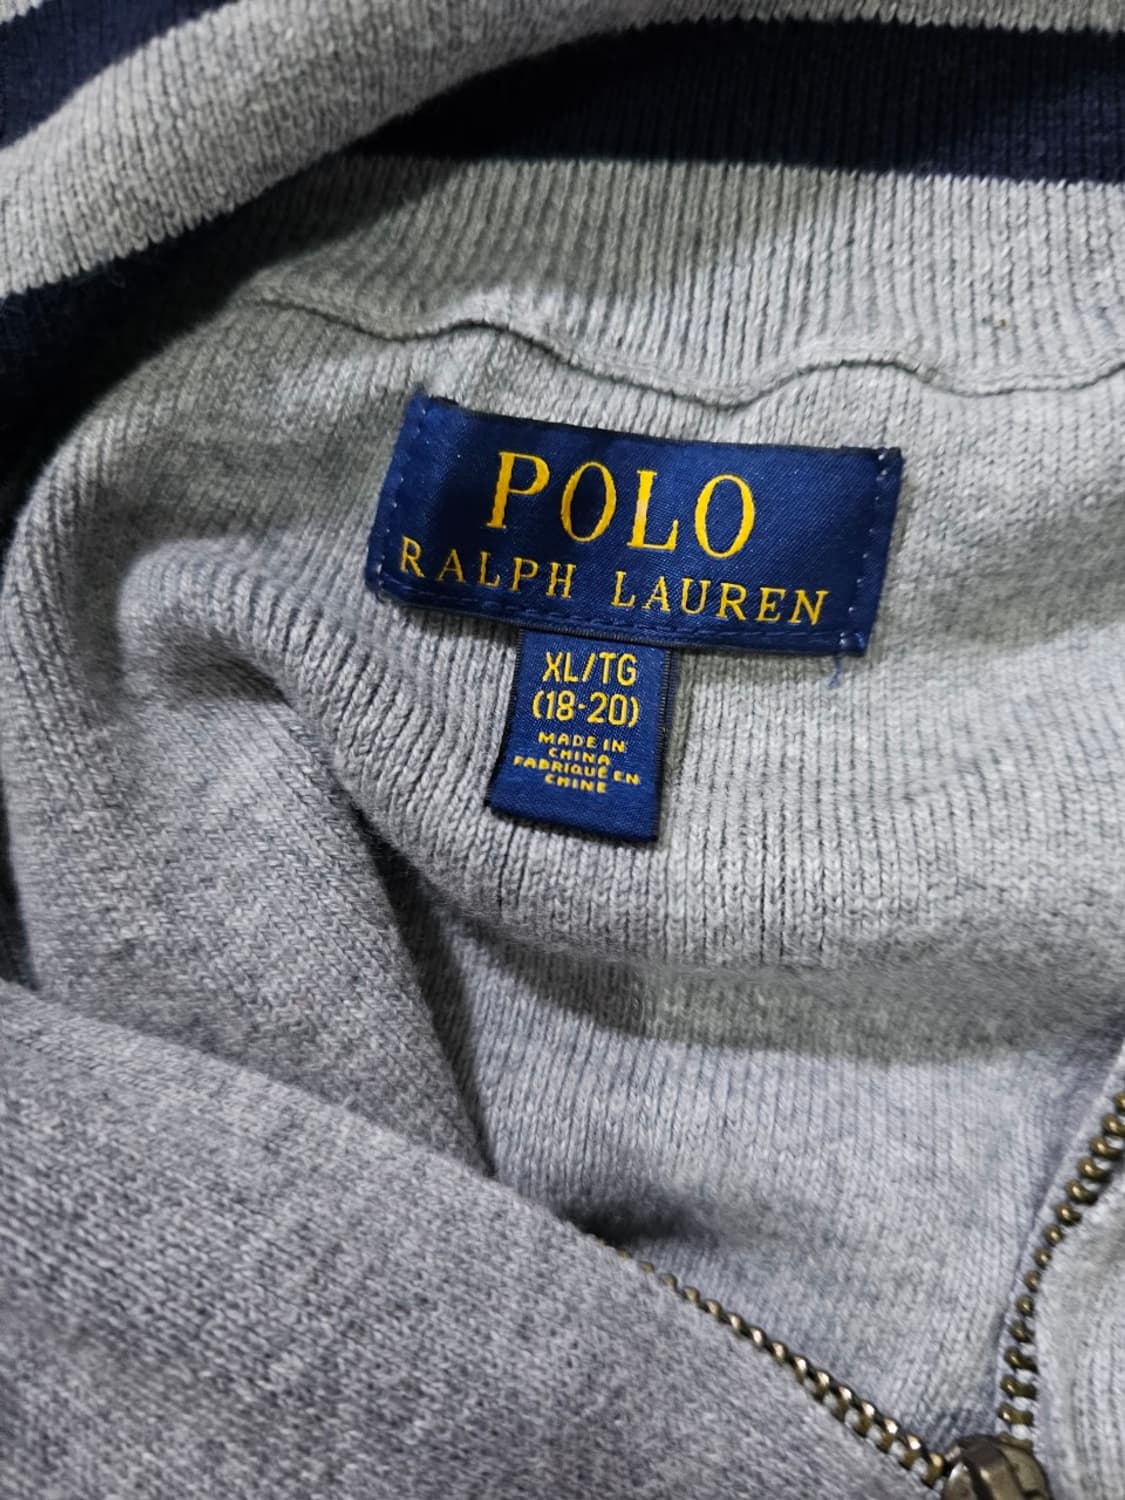 POLO
RALPH LAUREN
XL/TG
(18-20)
MADE IN
CHINA
FABRIQUÉ EN
CHINE